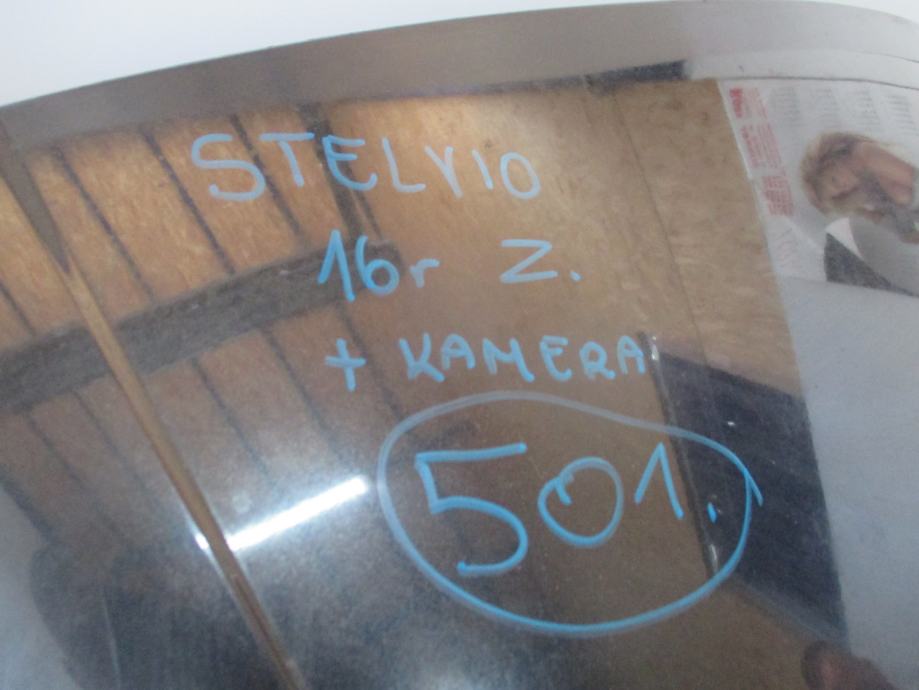 STELVIO
16r Z.
+ KAMERA
501.